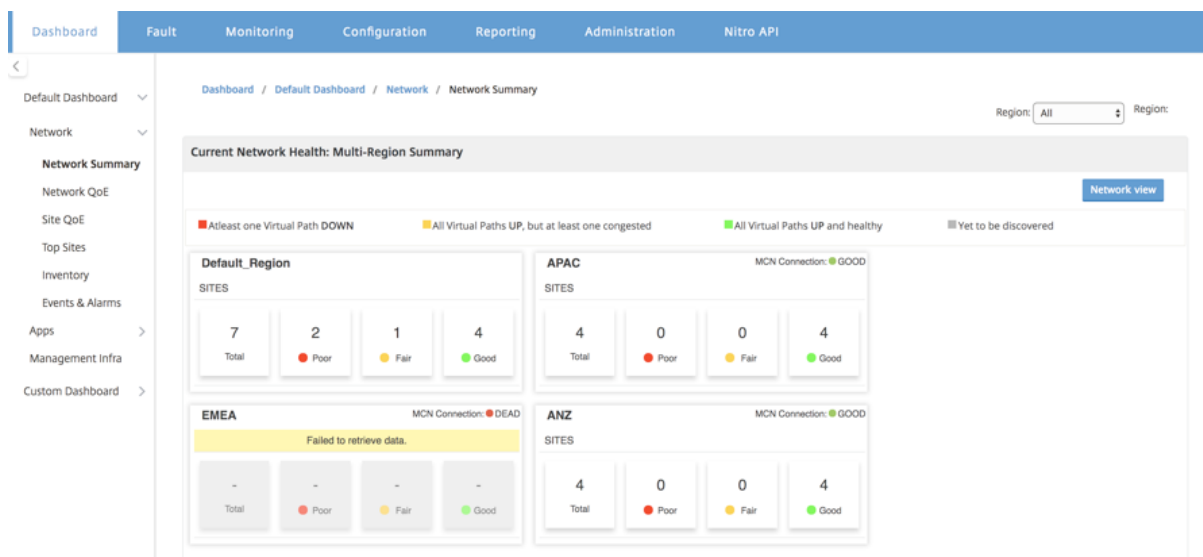 Dashboard Fault Monitoring Configuration Reporting Administration Nitro API
<
Default Dashboard
Network
Network Summary
Network QoE
Site QoE
Top Sites
Inventory
Events & Alarms
Apps
Management Infra
Custom Dashboard
Dashboard / Default Dashboard / Network / Network Summary
Region: All Region:
Current Network Health: Multi-Region Summary
Network view
Atleast one Virtual Path DOWN All Virtual Paths UP, but at least one congested All Virtual Paths UP and healthy Yet to be discovered
Default_Region
SITES
7 2 1 4
Total Poor Fair Good
APAC MCN Connection: GOOD
SITES
4 0 0 4
Total Poor Fair Good
EMEA MCN Connection: DEAD
Failed to retrieve data.
- - - -
Total Poor Fair Good
ANZ MCN Connection: GOOD
SITES
4 0 0 4
Total Poor Fair Good